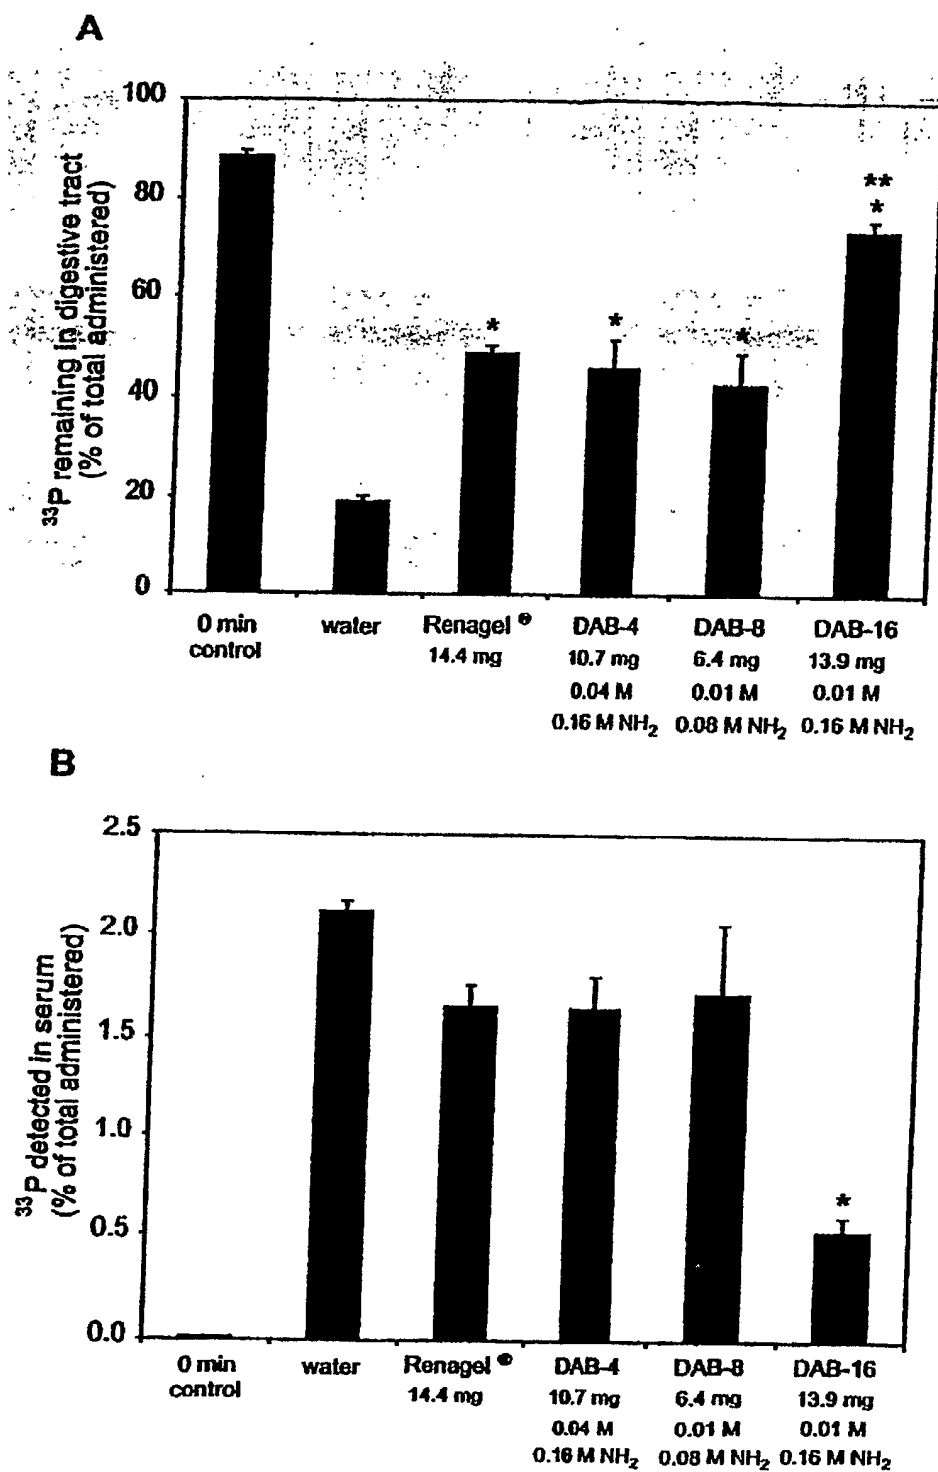 A
100
80
60
40
20
0
33P remaining in digestive tract
(% of total administered)
*
*
*
**
*
0 min
control
water
Renagel ®
14.4 mg
DAB-4
10.7 mg
0.04 M
0.16 M NH2
DAB-8
6.4 mg
0.01 M
0.08 M NH2
DAB-16
13.9 mg
0.01 M
0.16 M NH2
B
2.5
2.0
1.5
1.0
0.5
0.0
33P detected in serum
(% of total administered)
*
0 min
control
water
Renagel ®
14.4 mg
DAB-4
10.7 mg
0.04 M
0.16 M NH2
DAB-8
6.4 mg
0.01 M
0.08 M NH2
DAB-16
13.9 mg
0.01 M
0.16 M NH2